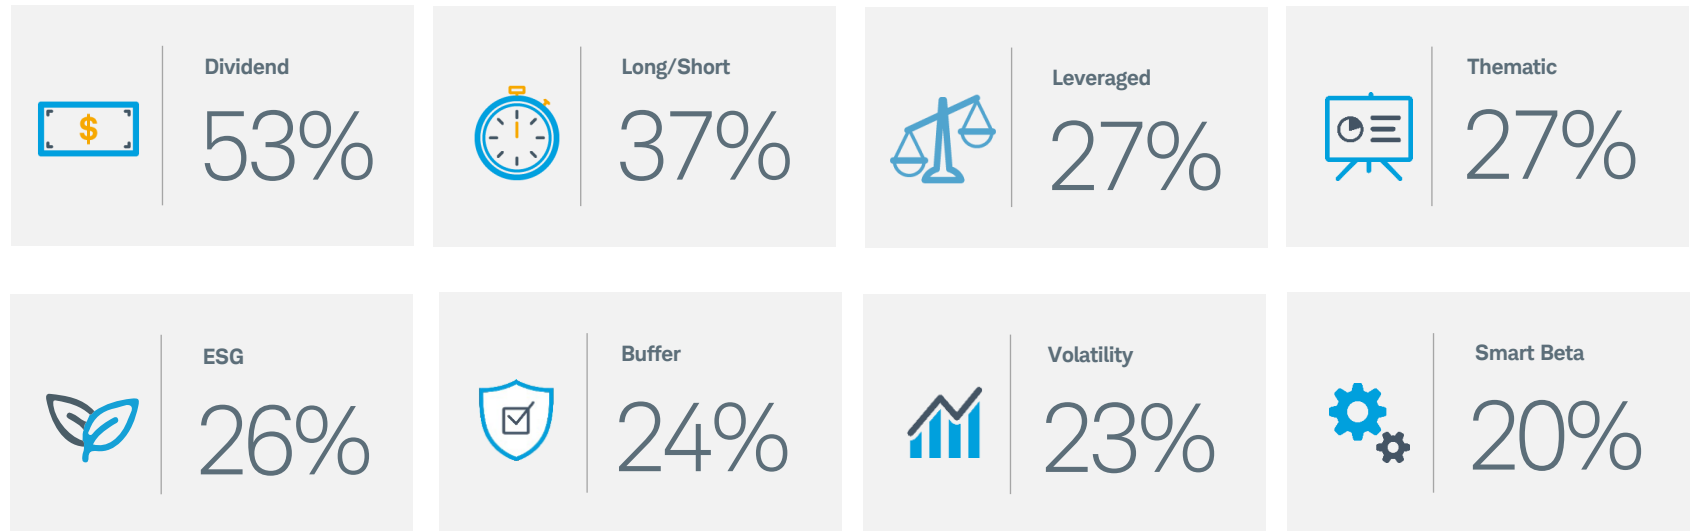 Dividend
53%
$
Long/Short
37%
Leveraged
27%
Thematic
27%
ESG
26%
Buffer
24%
Volatility
23%
Smart Beta
20%